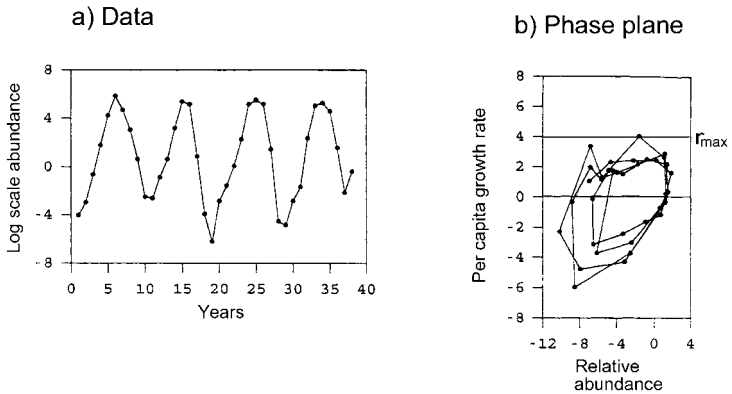 a) Data
8
4
0
-4
-8
Log scale abundance
0 5 10 15 20 25 30 35 40
Years
b) Phase plane
8
6
4
2
0
-2
-4
-6
-8
Per capita growth rate
rmax
-12 -8 -4 0 4
Relative
abundance